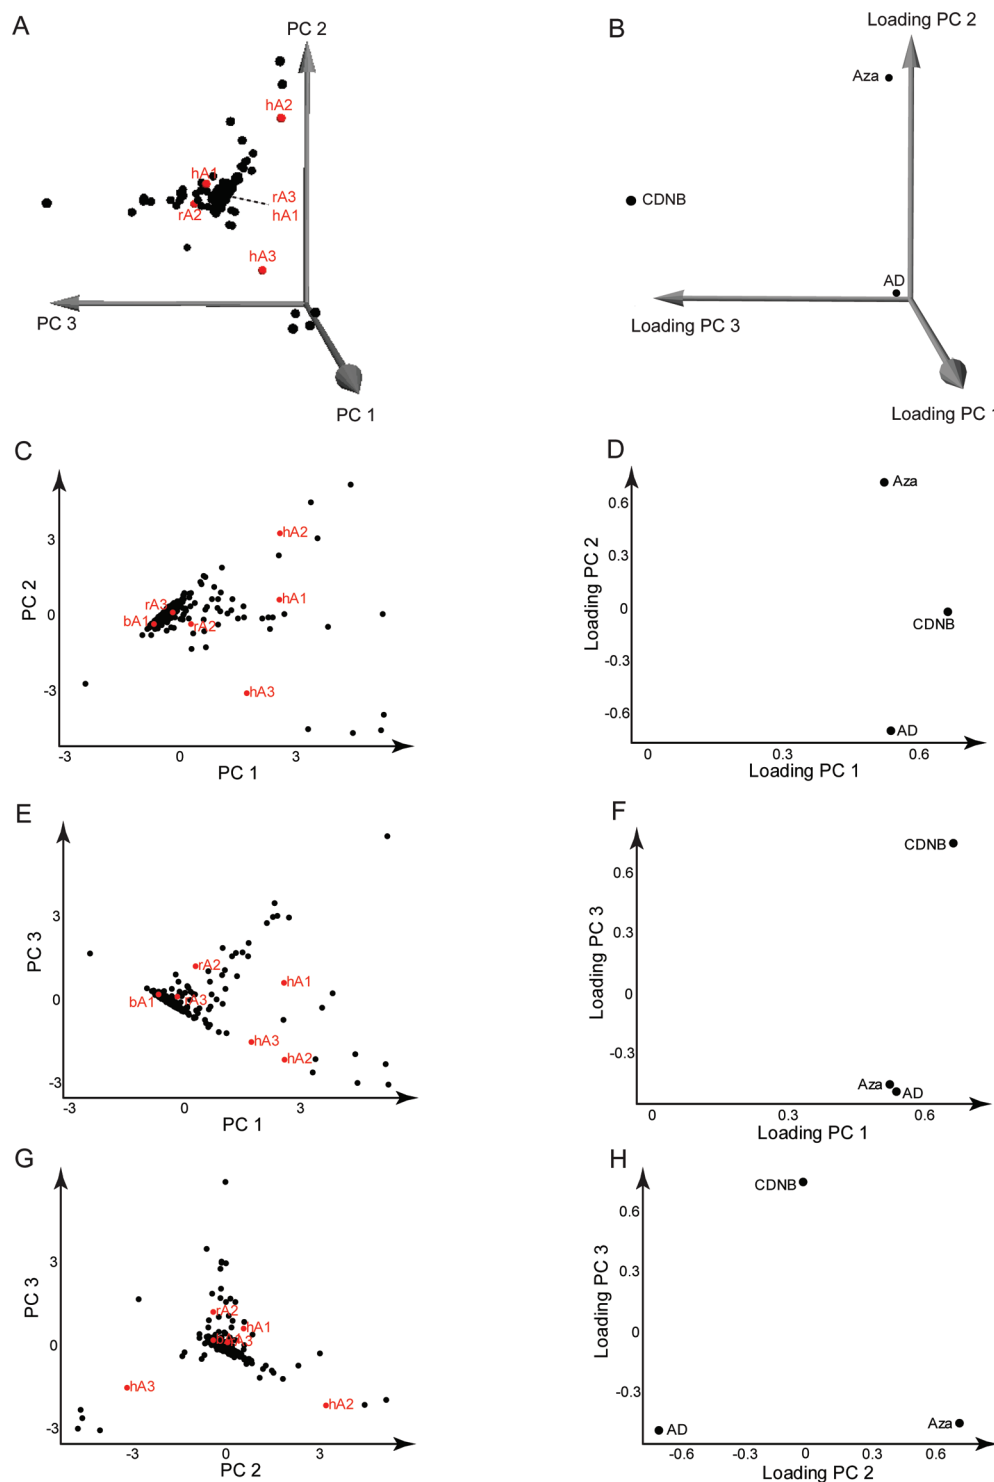 A
PC 2
hA2
hA1
rA3
hA1
rA2
hA3
PC 3
PC 1
B
Loading PC 2
Aza
CDNB
AD
Loading PC 3
Loading PC 1
C
PC 2
3
0
-3
hA2
hA1
rA3
bA1
rA2
hA3
-3 0 3
PC 1
D
Loading PC 2
0.6
0.3
0
-0.3
-0.6
Aza
CDNB
AD
0 0.3 0.6
Loading PC 1
E
PC 3
3
0
-3
rA2
hA1
bA1
rA3
hA3
hA2
-3 0 3
PC 1
F
Loading PC 3
0.6
0.3
0
-0.3
CDNB
Aza
AD
0 0.3 0.6
Loading PC 1
G
PC 3
3
0
-3
rA2
hA1
hA3
hA2
0 3
PC 2
H
Loading PC 3
0.6
0.3
0
-0.3
CDNB
AD
Aza
-0.6 -0.3 0 0.3 0.6
Loading PC 2